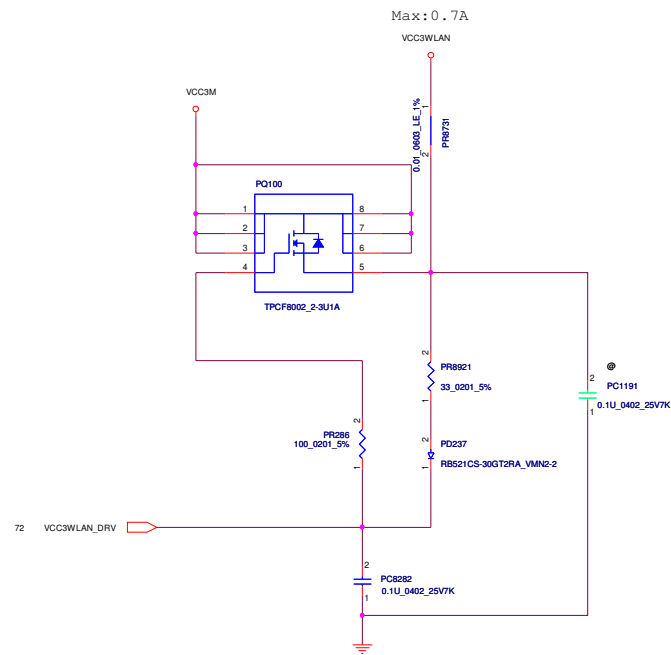 Max:0.7A
VCC3WLAN
VCC3M
0.01_0603_LE_1%
1
2
PR8731
PQ100
1
2
3
4
8
7
6
5
TPCF8002_2-3U1A
2
PR8921
33_0201_5%
1
@
2
PC1191
0.1U_0402_25V7K
1
2
PR286
100_0201_5%
1
2
PD237
1
RB521CS-30GT2RA_VMN2-2
72 VCC3WLAN_DRV
2
PC8282
0.1U_0402_25V7K
1